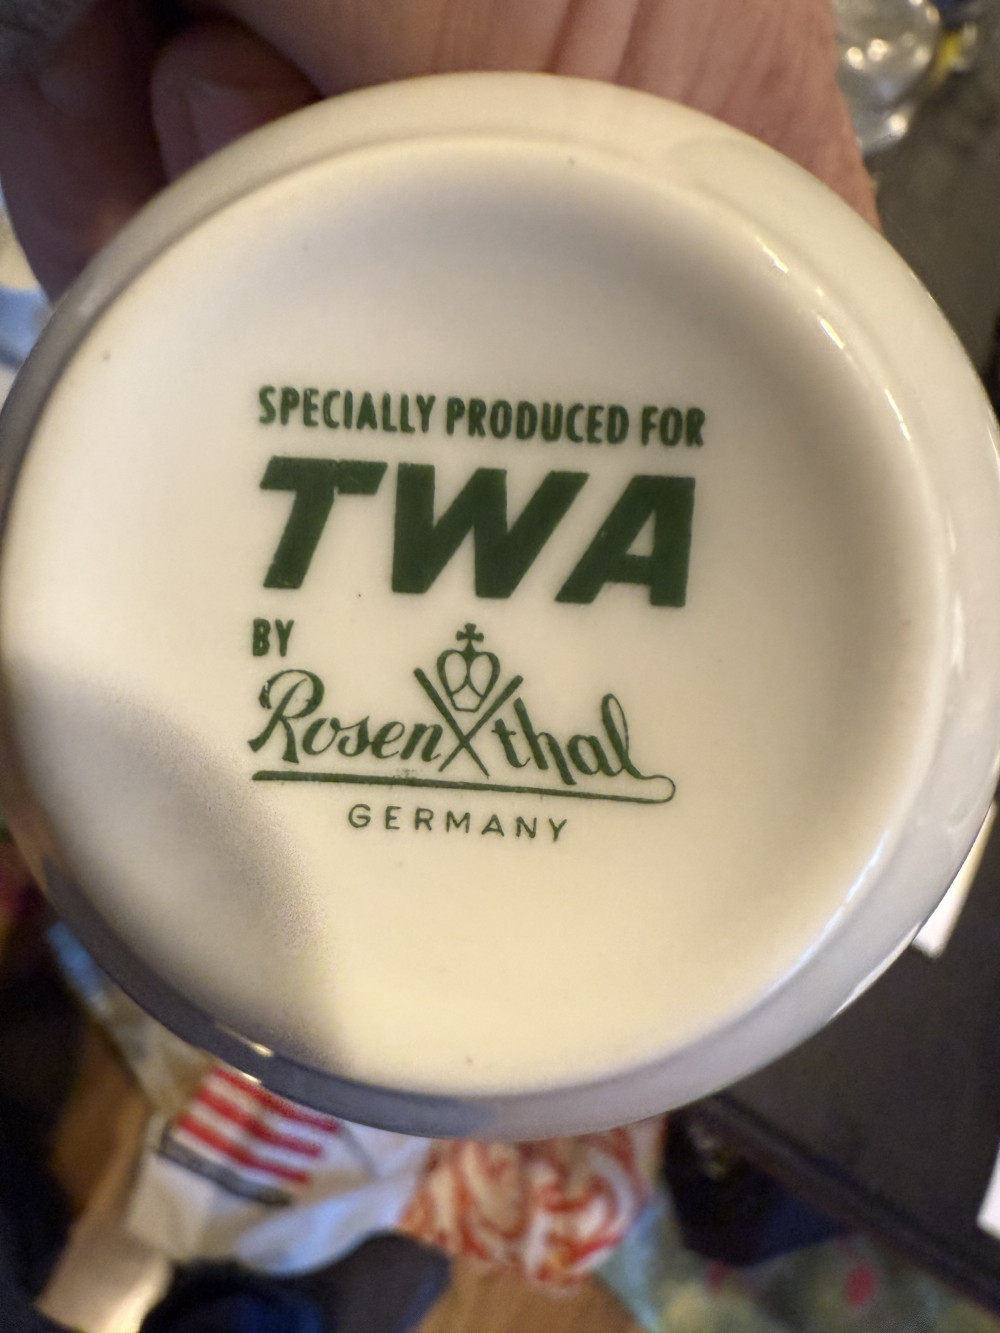 SPECIALLY PRODUCED FOR
TWA
BY
Rosenthal
GERMANY